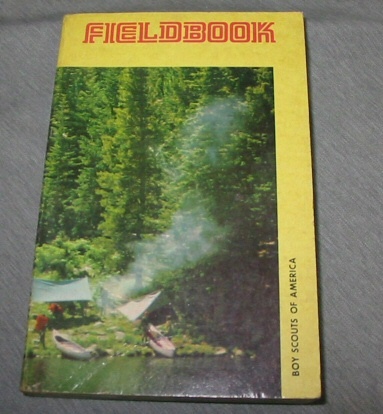 FIELDBOOK
BOY SCOUTS OF AMERICA